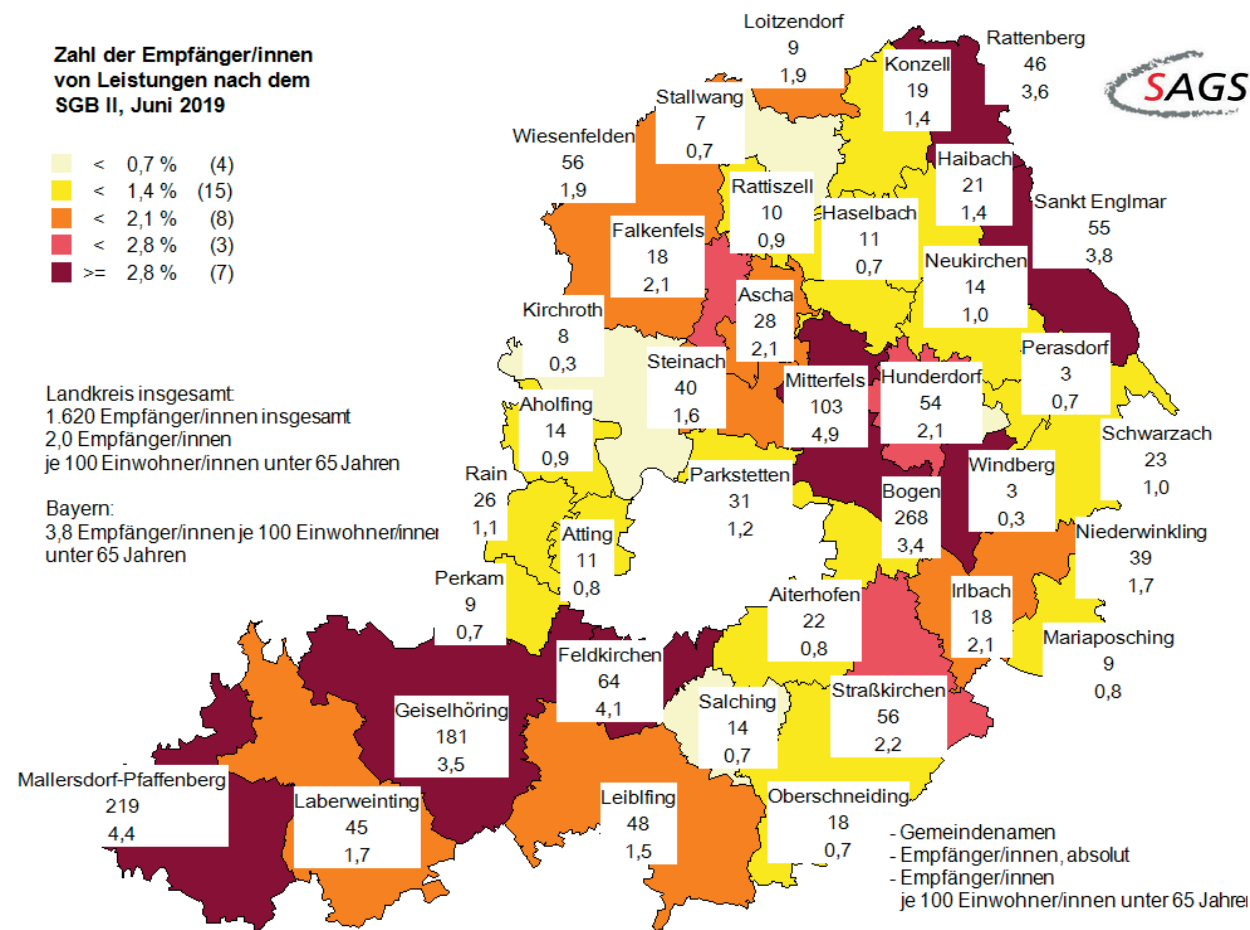 Zahl der Empfänger/innen
von Leistungen nach dem
SGB II, Juni 2019
< 0,7 % (4)
< 1,4 % (15)
< 2,1 % (8)
< 2,8 % (3)
>= 2,8 % (7)
Landkreis insgesamt:
1.620 Empfänger/innen insgesamt
2,0 Empfänger/innen
je 100 Einwohner/innen unter 65 Jahren
Bayern:
3,8 Empfänger/innen je 100 Einwohner/innen
unter 65 Jahren
SAGS
Loitzendorf
9
1,9
Konzell
19
1,4
Rattenberg
46
3,6
Stallwang
7
0,7
Wiesenfelden
56
1,9
Haibach
21
1,4
Rattiszell
10
0,9
Haselbach
11
0,7
Sankt Englmar
55
3,8
Falkenfels
18
2,1
Neukirchen
14
1,0
Ascha
28
2,1
Kirchroth
8
0,3
Steinach
40
1,6
Mitterfels
103
4,9
Hunderdorf
54
2,1
Perasdorf
3
0,7
Aholfing
14
0,9
Schwarzach
23
1,0
Rain
26
1,1
Parkstetten
31
1,2
Bogen
268
3,4
Windberg
3
0,3
Atting
11
0,8
Niederwinkling
39
1,7
Perkam
9
0,7
Aiterhofen
22
0,8
Irlbach
18
2,1
Mariaposching
9
0,8
Feldkirchen
64
4,1
Salching
14
0,7
Straßkirchen
56
2,2
Geiselhöring
181
3,5
Mallersdorf-Pfaffenberg
219
4,4
Laberweinting
45
1,7
Leiblfing
48
1,5
Oberschneiding
18
0,7
- Gemeindenamen
- Empfänger/innen, absolut
- Empfänger/innen
je 100 Einwohner/innen unter 65 Jahre